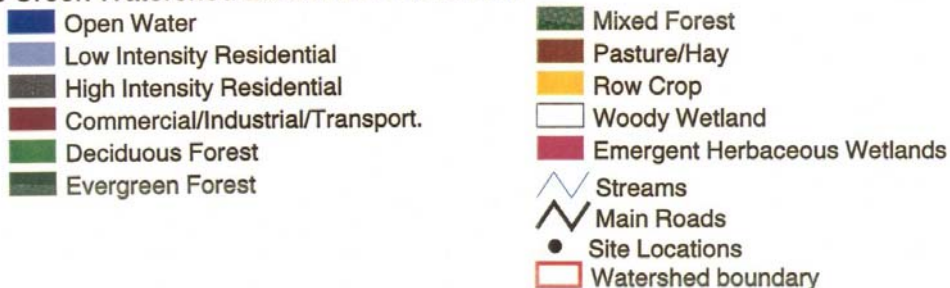 Open Water
Low Intensity Residential
High Intensity Residential
Commercial/Industrial/Transport.
Deciduous Forest
Evergreen Forest
Mixed Forest
Pasture/Hay
Row Crop
Woody Wetland
Emergent Herbaceous Wetlands
Streams
Main Roads
Site Locations
Watershed boundary